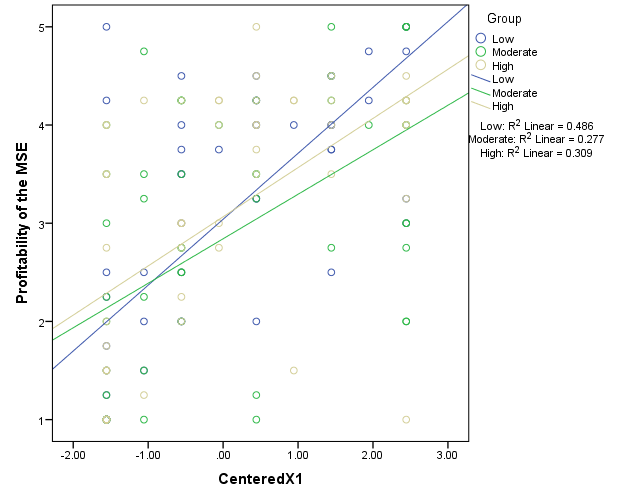 Group
Low
Moderate
High
Low
Moderate
High
Low: R2 Linear = 0.486
Moderate: R2 Linear = 0.277
High: R2 Linear = 0.309
Profitability of the MSE
5
4
3
2
1
-2.00 -1.00 .00 1.00 2.00 3.00
CenteredX1